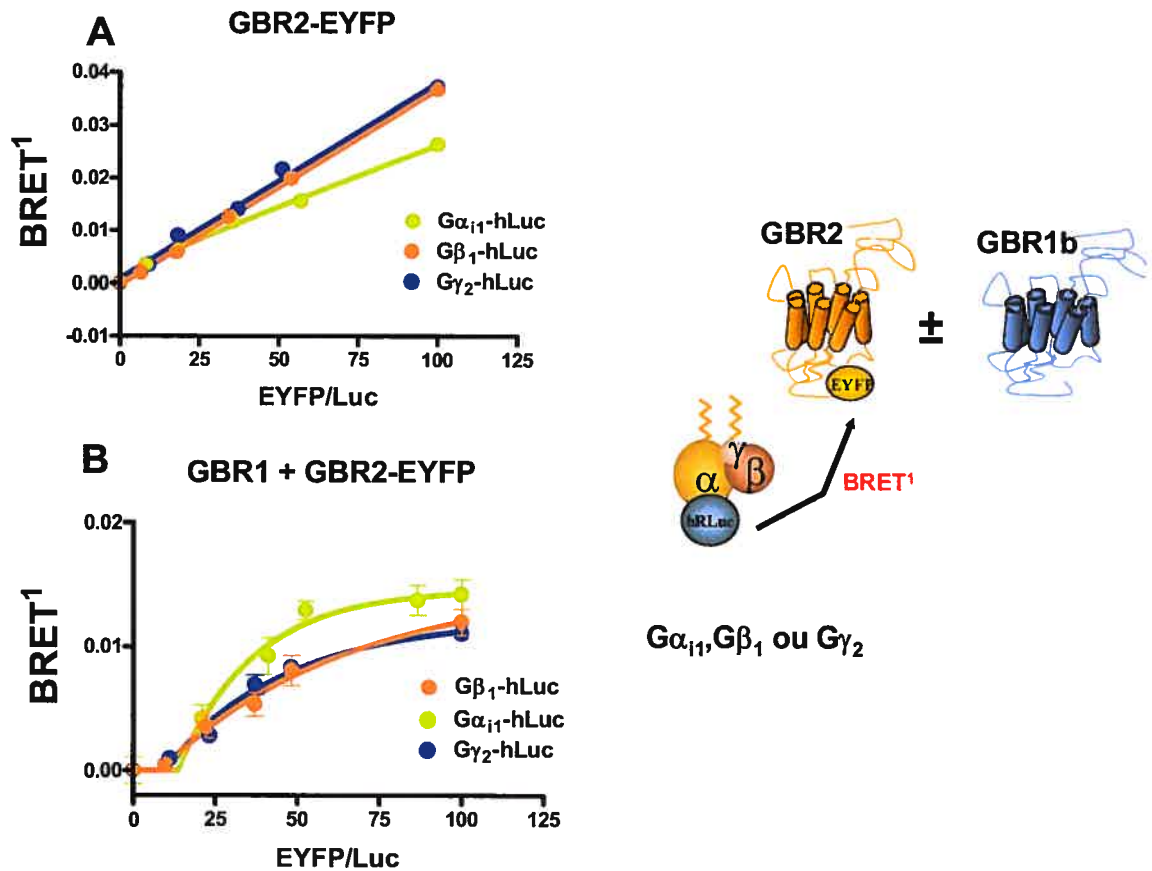 A
GBR2-EYFP
BRET¹
0.04
0.03
0.02
0.01
0.00
-0.01
0 25 50 75 100 125
EYFP/Luc
Gα i1-hLuc
Gβ1-hLuc
Gγ2-hLuc
B
GBR1 + GBR2-EYFP
BRET¹
0.02
0.01
0.00
0 25 50 75 100 125
EYFP/Luc
Gβ1-hLuc
Gαi1-hLuc
Gγ2-hLuc
GBR2
±
GBR1b
EYFP
γ
α β
hRLuc
BRET¹
Gαi1,Gβ1 ou Gγ2